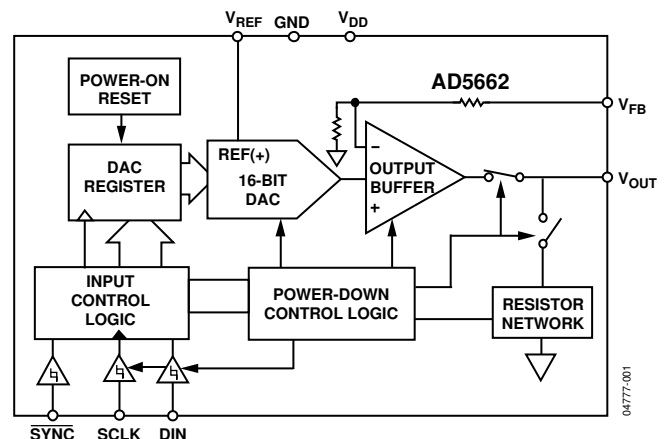 VREF GND VDD
POWER-ON
RESET
AD5662
VFB
DAC
REGISTER
REF(+)
16-BIT
DAC
–
OUTPUT
BUFFER
+
VOUT
INPUT
CONTROL
LOGIC
POWER-DOWN
CONTROL LOGIC
RESISTOR
NETWORK
SYNC SCLK DIN
04777-001